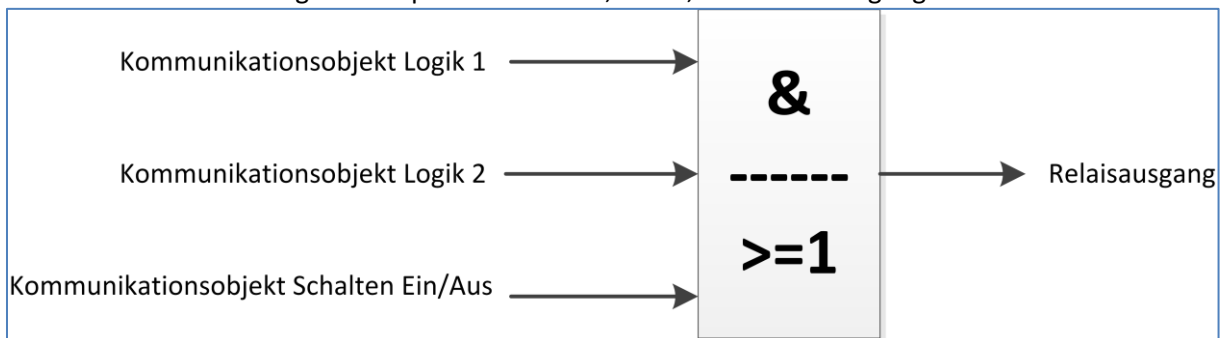 Kommunikationsobjekt Logik 1
&
Kommunikationsobjekt Logik 2
------
Relaisausgang
>=1
Kommunikationsobjekt Schalten Ein/Aus